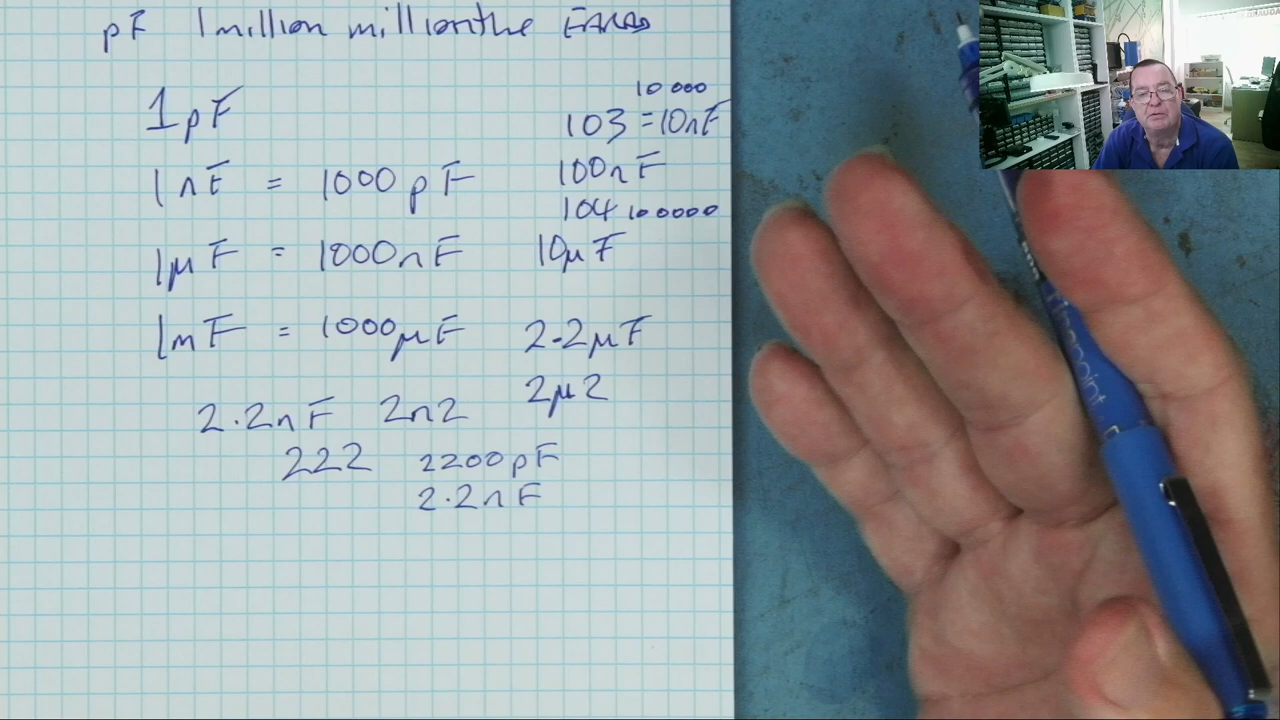 pF 1 million millionths FARAD
1pF
1nF = 1000pF
1µF = 1000nF
1mF = 1000µF
2.2nF 2n2
222 2200pF
2.2nF
10 000
103 = 10nF
100nF
104 100000
10µF
2.2µF
2µ2